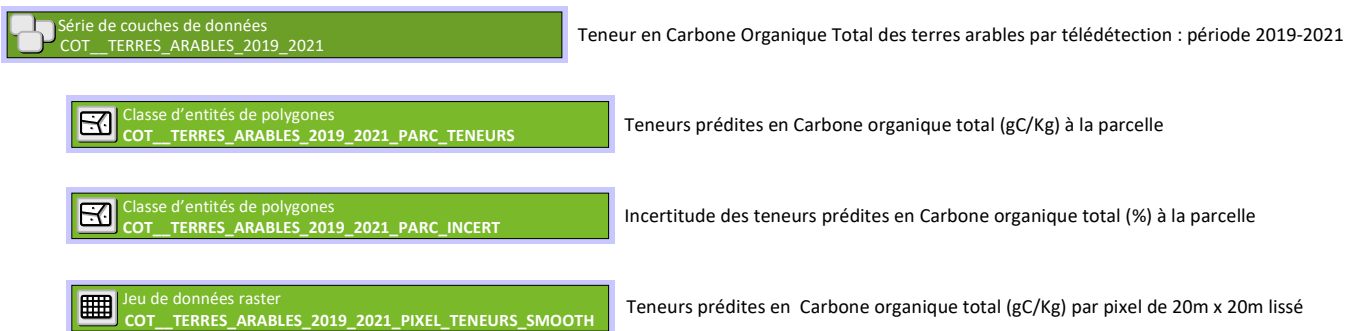 Série de couches de données
COT__TERRES_ARABLES_2019_2021
Teneur en Carbone Organique Total des terres arables par télédétection : période 2019-2021
Classe d'entités de polygones
COT__TERRES_ARABLES_2019_2021_PARC_TENEURS
Teneurs prédites en Carbone organique total (gC/Kg) à la parcelle
Classe d'entités de polygones
COT__TERRES_ARABLES_2019_2021_PARC_INCERT
Incertitude des teneurs prédites en Carbone organique total (%) à la parcelle
Jeu de données raster
COT__TERRES_ARABLES_2019_2021_PIXEL_TENEURS_SMOOTH
Teneurs prédites en Carbone organique total (gC/Kg) par pixel de 20m x 20m lissé